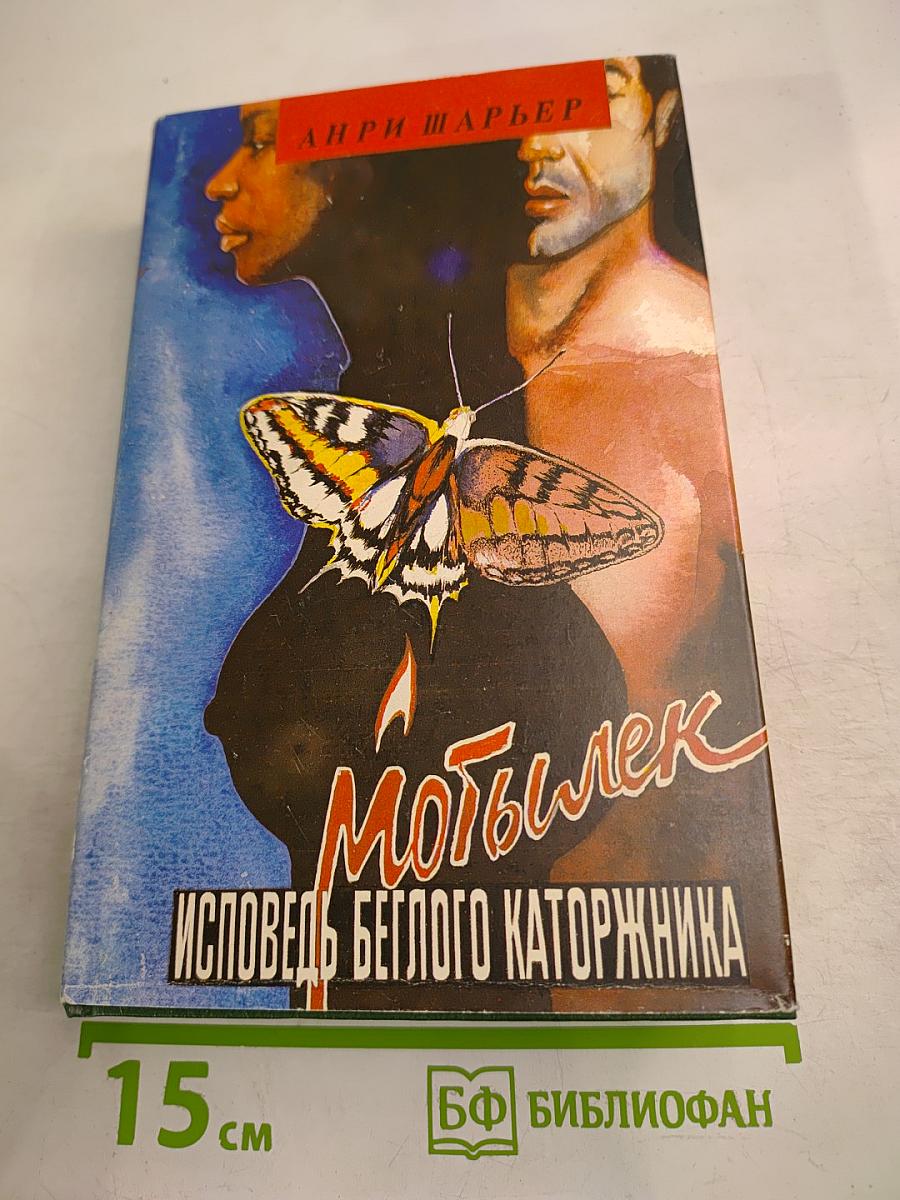 АНРИ ШАРЬЕР
Мотылек
ИСПОВЕДЬ БЕГЛОГО КАТОРЖНИКА
15 см
БФ БИБЛИОФАН